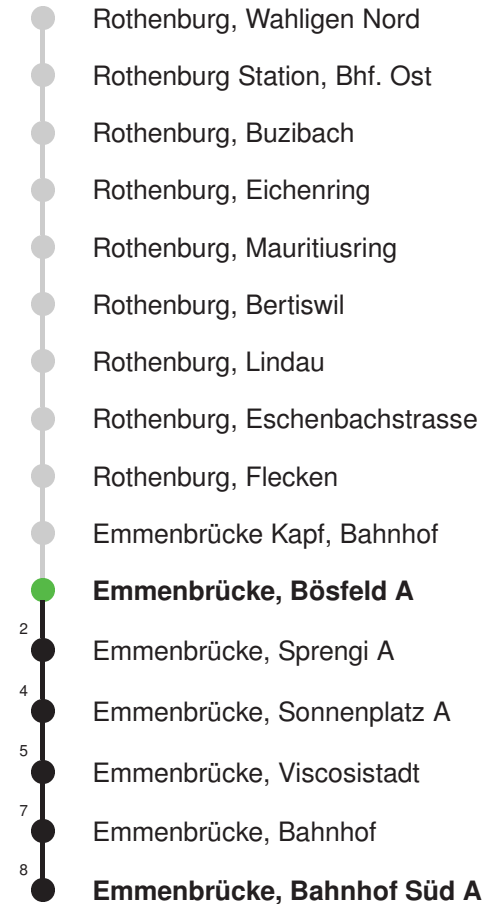 Rothenburg, Wahligen Nord
Rothenburg Station, Bhf. Ost
Rothenburg, Buzibach
Rothenburg, Eichenring
Rothenburg, Mauritiusring
Rothenburg, Bertiswil
Rothenburg, Lindau
Rothenburg, Eschenbachstrasse
Rothenburg, Flecken
Emmenbrücke Kapf, Bahnhof
Emmenbrücke, Bösfeld A
2 Emmenbrücke, Sprengi A
4 Emmenbrücke, Sonnenplatz A
5 Emmenbrücke, Viscosistadt
7 Emmenbrücke, Bahnhof
8 Emmenbrücke, Bahnhof Süd A